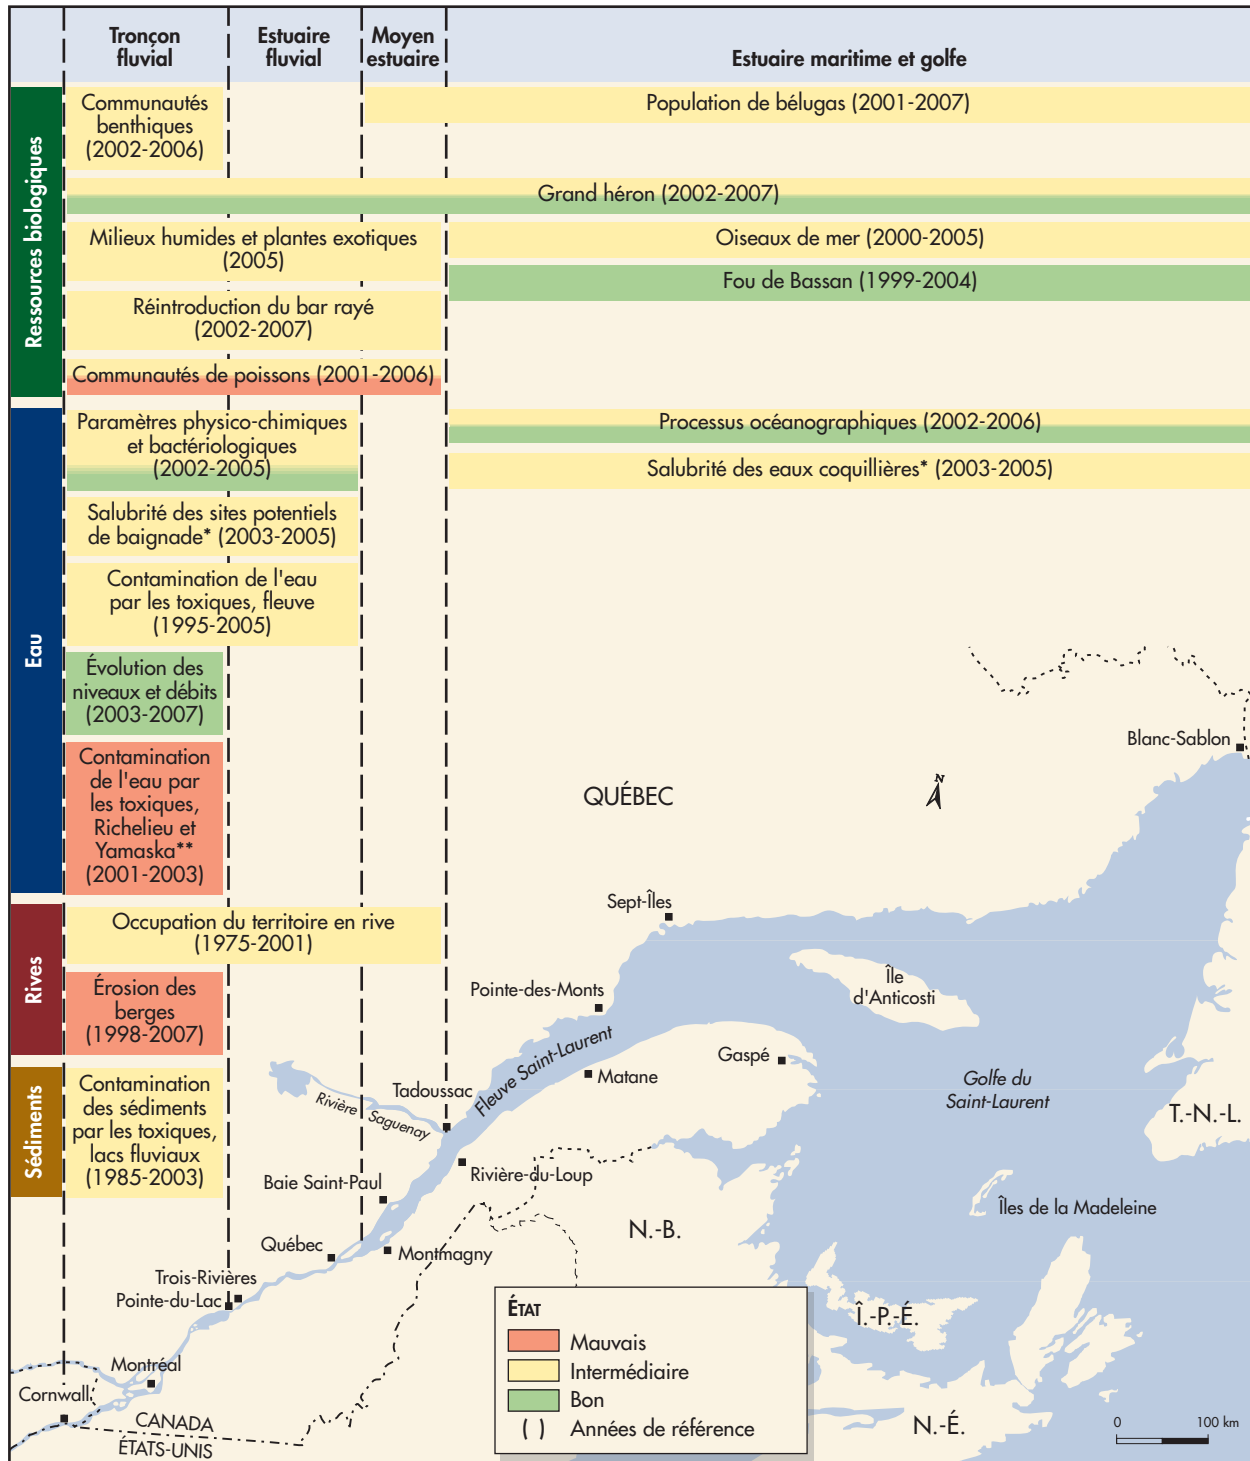 Tronçon
fluvial
Estuaire
fluvial
Moyen
estuaire
Estuaire maritime et golfe
Ressources biologiques
Communautés
benthiques
(2002-2006)
Population de bélugas (2001-2007)
Grand héron (2002-2007)
Milieux humides et plantes exotiques
(2005)
Oiseaux de mer (2000-2005)
Fou de Bassan (1999-2004)
Réintroduction du bar rayé
(2002-2007)
Communautés de poissons (2001-2006)
Eau
Paramètres physico-chimiques
et bactériologiques
(2002-2005)
Processus océanographiques (2002-2006)
Salubrité des eaux coquillières* (2003-2005)
Salubrité des sites potentiels
de baignade* (2003-2005)
Contamination de l'eau
par les toxiques, fleuve
(1995-2005)
Évolution des
niveaux et débits
(2003-2007)
Contamination
de l'eau par
les toxiques,
Richelieu et
Yamaska**
(2001-2003)
Rives
Occupation du territoire en rive
(1975-2001)
Érosion des
berges
(1998-2007)
Sédiments
Contamination
des sédiments
par les toxiques,
lacs fluviaux
(1985-2003)
Blanc-Sablon
N
QUÉBEC
Sept-Îles
Île
d'Anticosti
Pointe-des-Monts
Gaspé
Matane
Fleuve Saint-Laurent
Golfe du
Saint-Laurent
Tadoussac
Rivière Saguenay
T.-N.-L.
Rivière-du-Loup
Baie Saint-Paul
Îles de la Madeleine
N.-B.
Québec
Montmagny
Trois-Rivières
Pointe-du-Lac
Î.-P.-É.
Montréal
Cornwall
CANADA
ÉTATS-UNIS
N.-É.
ÉTAT
Mauvais
Intermédiaire
Bon
( ) Années de référence
0 100 km